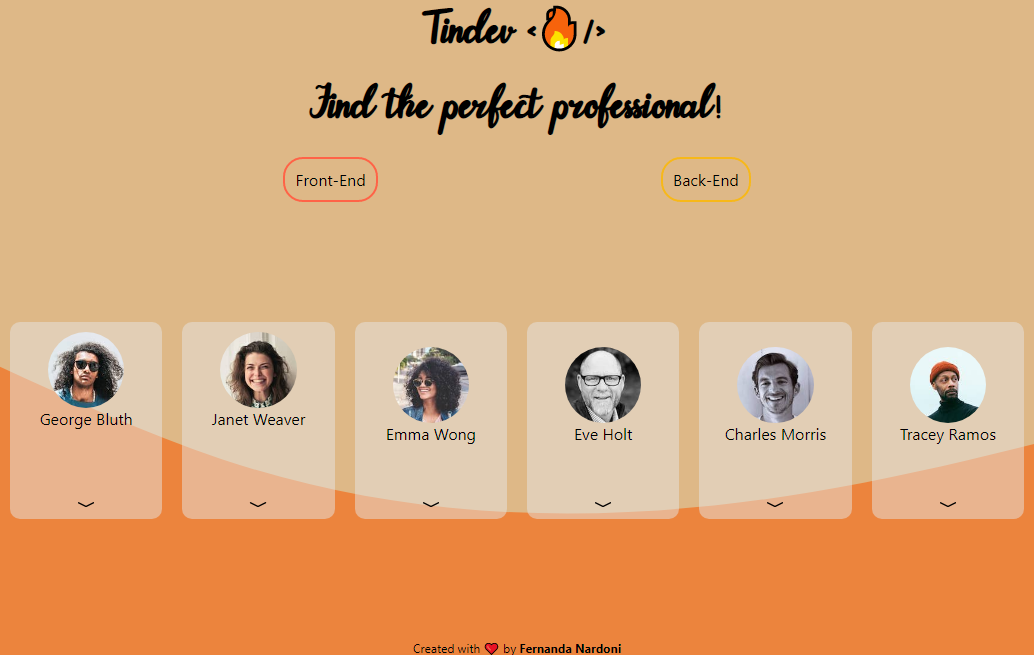 Tindev <🔥/>
Find the perfect professional!
Front-End Back-End
George Bluth Janet Weaver
Emma Wong Eve Holt Charles Morris Tracey Ramos
Created with ❤️ by Fernanda Nardoni